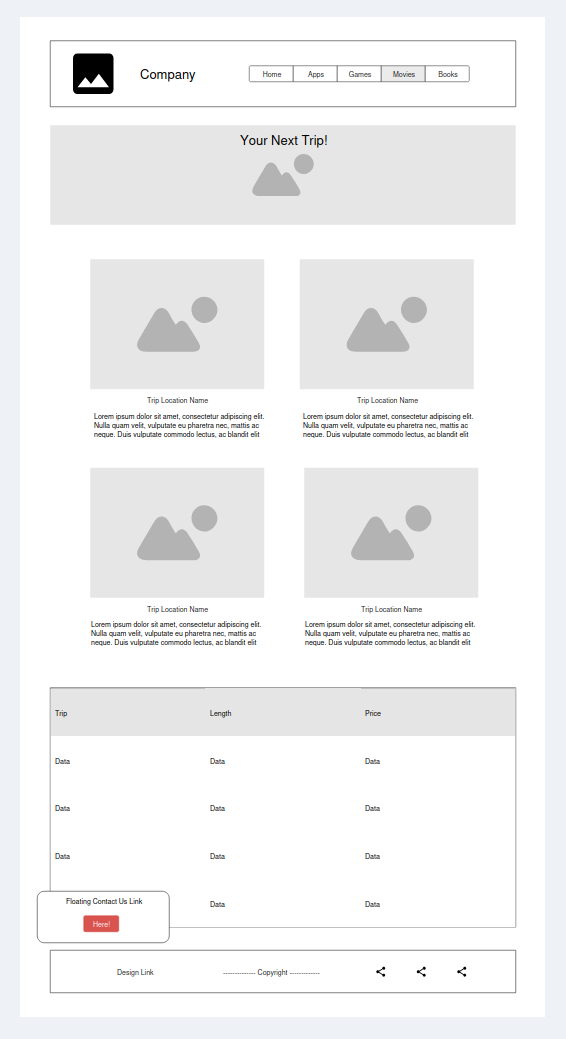 Company
Home Apps Games Movies Books
Your Next Trip!
Trip Location Name
Lorem ipsum dolor sit amet, consectetur adipiscing elit.
Nulla quam velit, vulputate eu pharetra nec, mattis ac
neque. Duis vulputate commodo lectus, ac blandit elit
Trip Location Name
Lorem ipsum dolor sit amet, consectetur adipiscing elit.
Nulla quam velit, vulputate eu pharetra nec, mattis ac
neque. Duis vulputate commodo lectus, ac blandit elit
Trip Location Name
Lorem ipsum dolor sit amet, consectetur adipiscing elit.
Nulla quam velit, vulputate eu pharetra nec, mattis ac
neque. Duis vulputate commodo lectus, ac blandit elit
Trip Location Name
Lorem ipsum dolor sit amet, consectetur adipiscing elit.
Nulla quam velit, vulputate eu pharetra nec, mattis ac
neque. Duis vulputate commodo lectus, ac blandit elit
Trip Length Price
Data Data Data
Data Data Data
Data Data Data
Data Data
Floating Contact Us Link
Here!
Design Link
------------- Copyright -------------